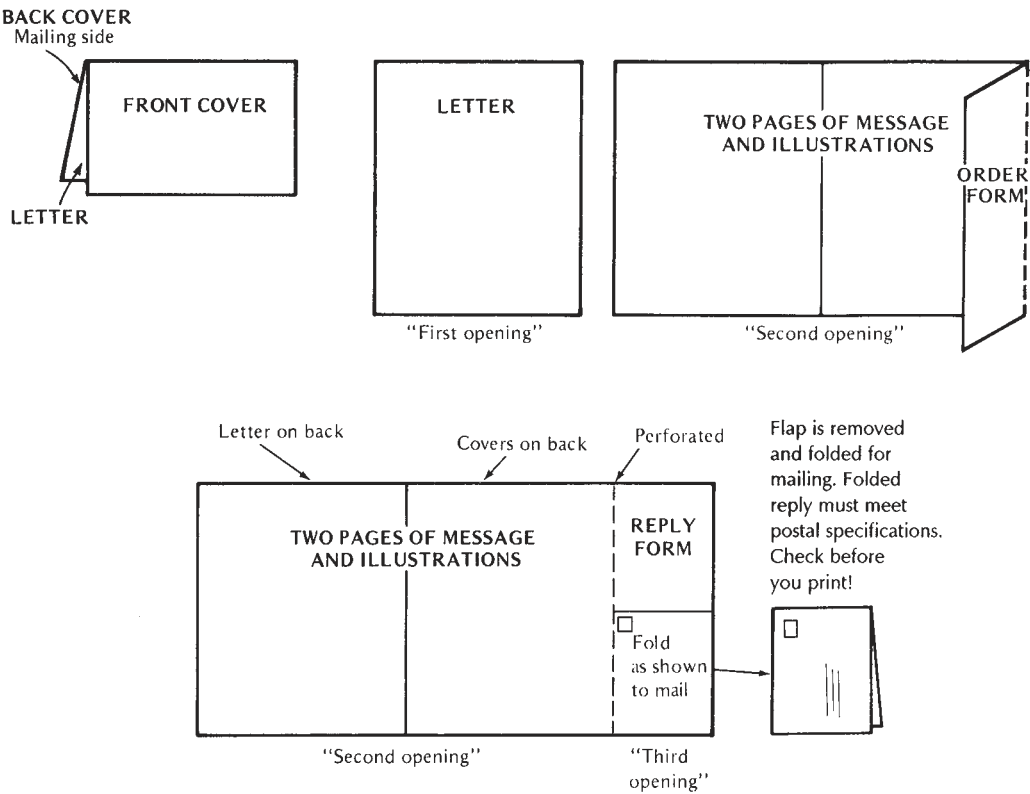 BACK COVER
Mailing side
FRONT COVER
LETTER
LETTER
"First opening"
TWO PAGES OF MESSAGE
AND ILLUSTRATIONS
ORDER
FORM
"Second opening"
Letter on back
Covers on back
Perforated
TWO PAGES OF MESSAGE
AND ILLUSTRATIONS
REPLY
FORM
Fold
as shown
to mail
"Second opening"
"Third
opening"
Flap is removed
and folded for
mailing. Folded
reply must meet
postal specifications.
Check before
you print!